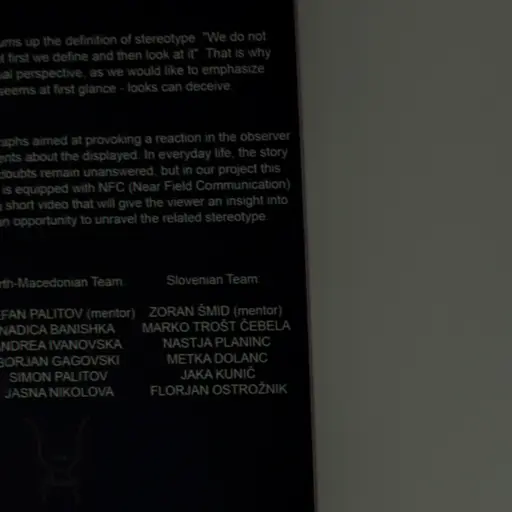 up the definition of stereotype "We do not
first we define and then look at it". That is why
perspective, as we would like to emphasize
seems at first glance - looks can deceive.
aimed at provoking a reaction in the observer
about the displayed. In everyday life, the story
doubts remain unanswered, but in our project this
is equipped with NFC (Near Field Communication)
short video that will give the viewer an insight into
an opportunity to unravel the related stereotype.
rth-Macedonian Team
Slovenian Team:
EFAN PALITOV (mentor)
NADICA BANISHKA
ANDREA IVANOVSKA
BORJAN GAGOVSKI
SIMON PALITOV
JASNA NIKOLOVA
ZORAN ŠMID (mentor)
MARKO TROŠT ČEBELA
NASTJA PLANINC
METKA DOLANC
JAKA KUNIČ
FLORJAN OSTROŽNIK